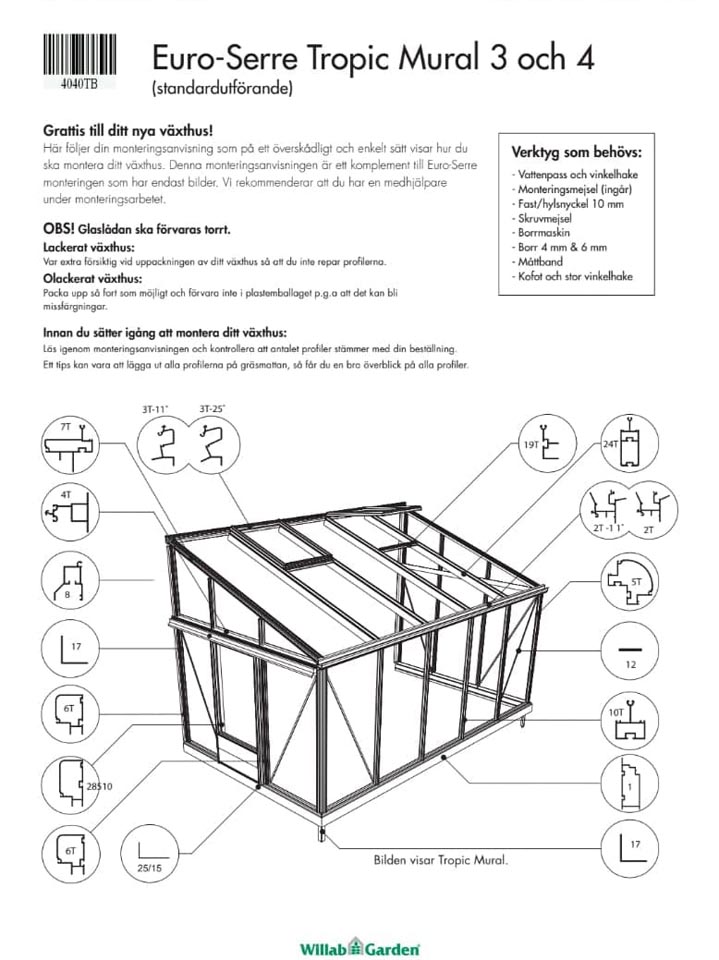 4040TB
Euro-Serre Tropic Mural 3 och 4
(standardutförande)
Grattis till ditt nya växthus!
Här följer din monteringsanvisning som på ett överskådligt och enkelt sätt visar hur du
ska montera ditt växthus. Denna monteringsanvisningen är ett komplement till Euro-Serre
monteringen som har endast bilder. Vi rekommenderar att du har en medhjälpare
under monteringsarbetet.
OBS! Glaslådan ska förvaras torrt.
Lackerat växthus:
Var extra försiktig vid uppackningen av ditt växthus så att du inte repar profilerna.
Olackerat växthus:
Packa upp så fort som möjligt och förvara inte i plastemballaget p.g.a att det kan bli
missfärgningar.
Innan du sätter igång att montera ditt växthus:
Läs igenom monteringsanvisningen och kontrollera att antalet profiler stämmer med din beställning.
Ett tips kan vara att lägga ut alla profilerna på gräsmattan, så får du en bra överblick på alla profiler.
Verktyg som behövs:
- Vattenpass och vinkelhake
- Monteringsmejsel (ingår)
- Fast/hylsnyckel 10 mm
- Skruvmejsel
- Borrmaskin
- Borr 4 mm & 6 mm
- Måttband
- Kofot och stor vinkelhake
3T-11° 3T-25°
7T
19T
24T
4T
2T-11° 2T
8
5T
17
12
6T
10T
28510
1
6T
25/15
17
Bilden visar Tropic Mural.
Willab Garden